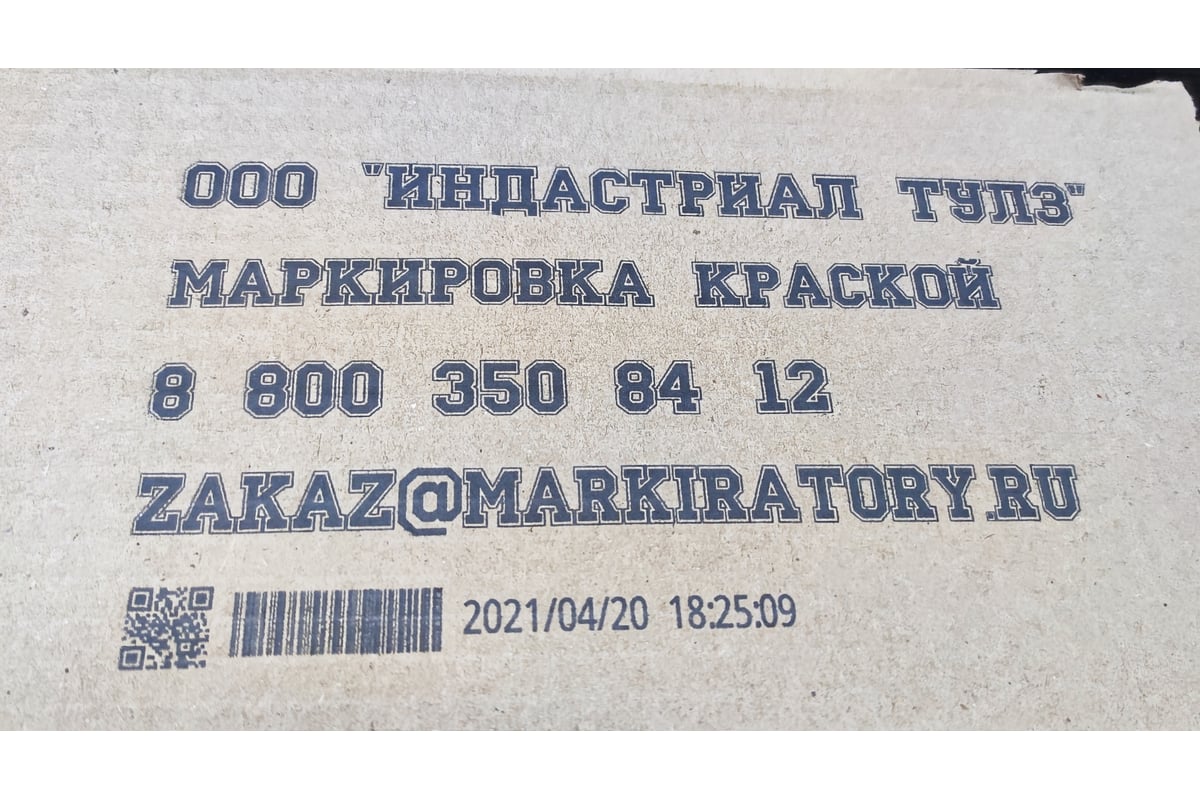 ООО "ИНДАСТРИАЛ ТУЛЗ"
МАРКИРОВКА КРАСКОЙ
8 800 350 84 12
ZAKAZ@MARKIRATORY.RU
2021/04/20 18:25:09